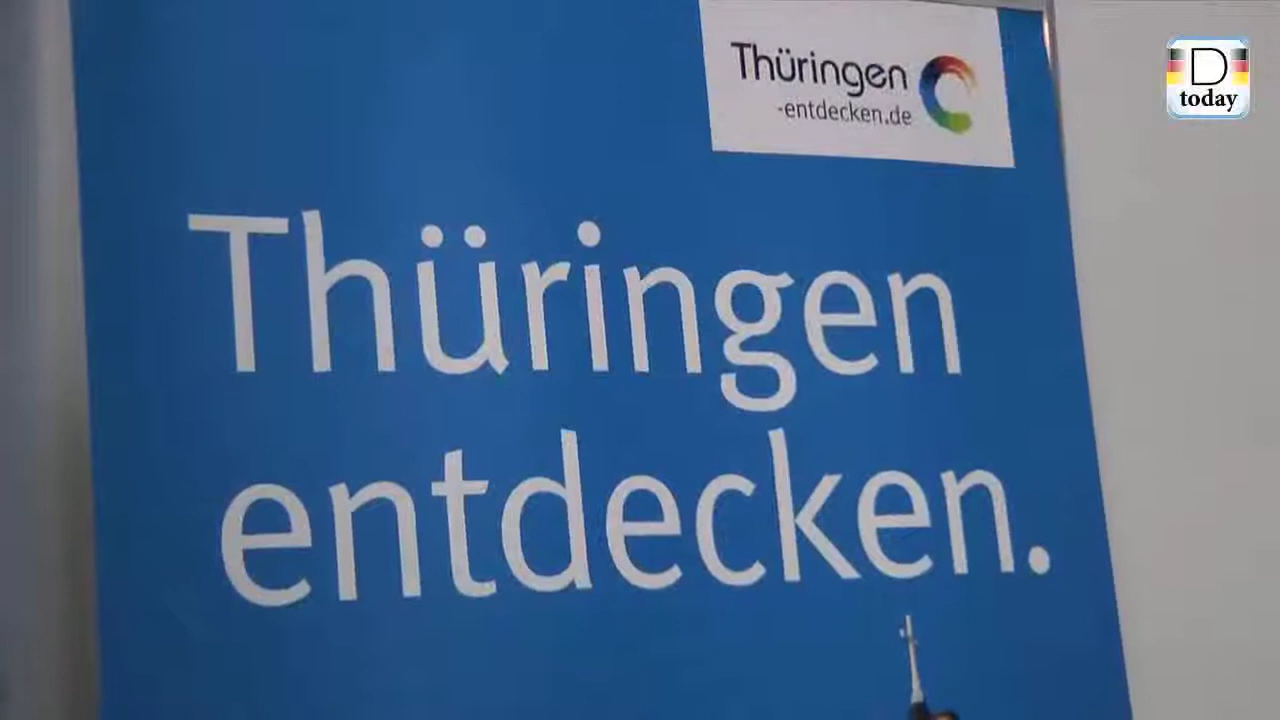 Thüringen
-entdecken.de
D
today
Thüringen
entdecken.